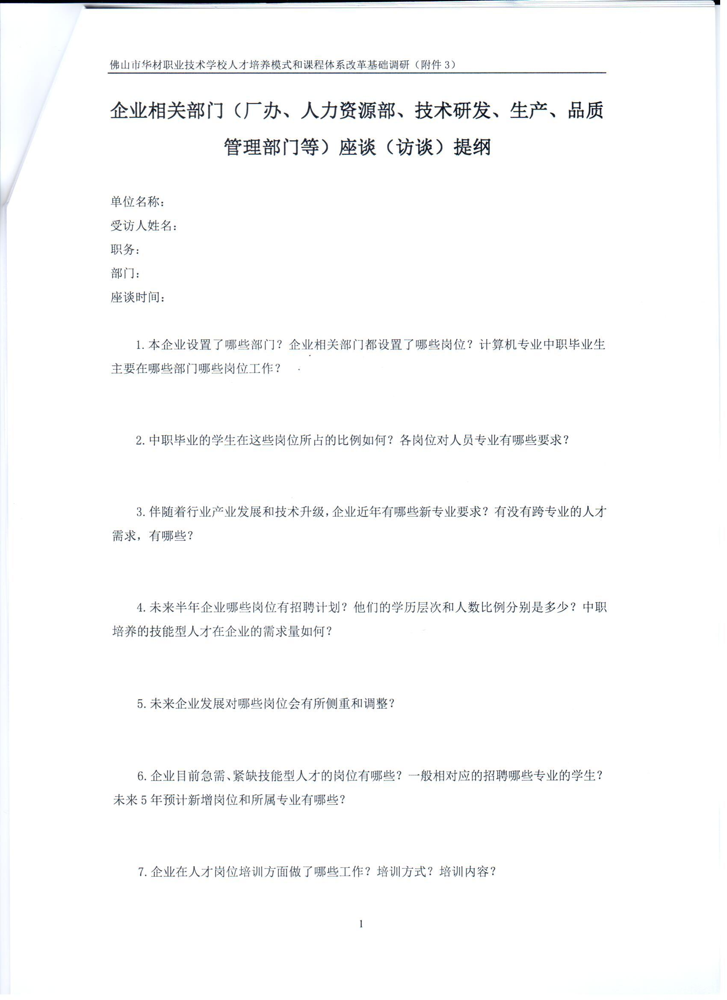 佛山市华材职业技术学校人才培养模式和课程体系改革基础调研（附件3）
企业相关部门（厂办、人力资源部、技术研发、生产、品质
管理部门等）座谈（访谈）提纲
单位名称：
受访人姓名：
职务：
部门：
座谈时间：
1.本企业设置了哪些部门？企业相关部门都设置了哪些岗位？计算机专业中职毕业生
主要在哪些部门哪些岗位工作？
2.中职毕业的学生在这些岗位所占的比例如何？各岗位对人员专业有哪些要求？
3.伴随着行业产业发展和技术升级，企业近年有哪些新专业要求？有没有跨专业的人才
需求，有哪些？
4.未来半年企业哪些岗位有招聘计划？他们的学历层次和人数比例分别是多少？中职
培养的技能型人才在企业的需求量如何？
5.未来企业发展对哪些岗位会有所侧重和调整？
6.企业目前急需、紧缺技能型人才的岗位有哪些？一般相对应的招聘哪些专业的学生？
未来5年预计新增岗位和所属专业有哪些？
7.企业在人才岗位培训方面做了哪些工作？培训方式？培训内容？
1